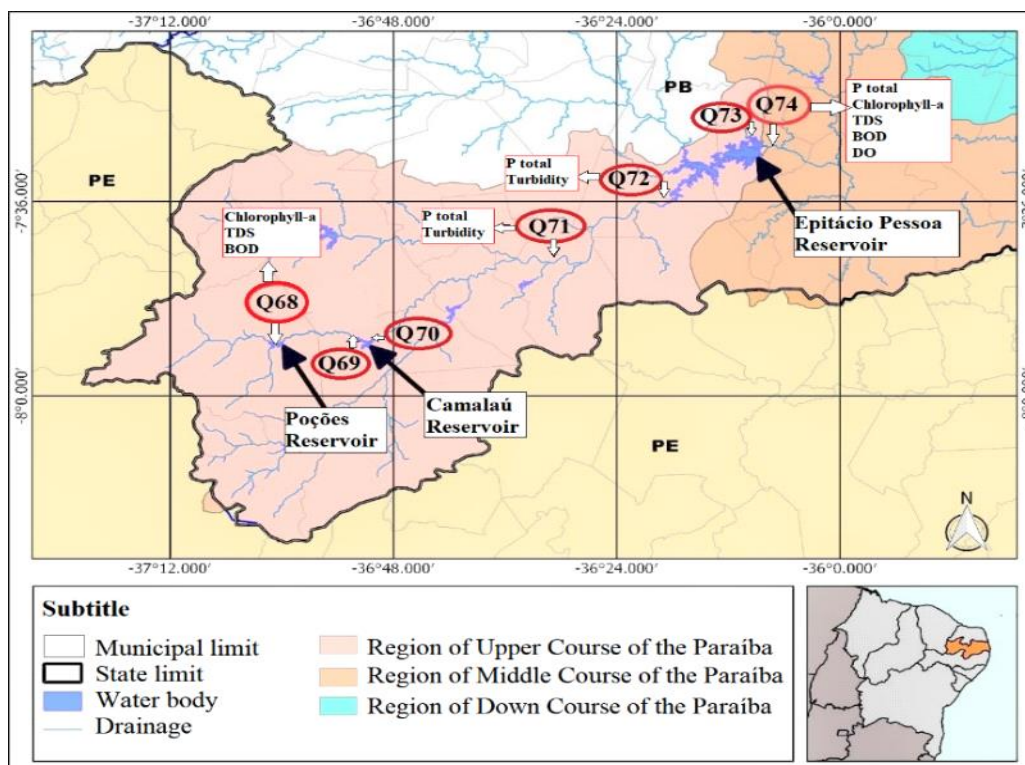 -37°12.000'
-36°48.000'
-36°24.000'
-36°0.000'
PB
P total
Chlorophyll-a
TDS
BOD
DO
Q74
Q73
P total
Turbidity
Q72
PE
-7°36.000'
Epitácio Pessoa
Reservoir
Chlorophyll-a
TDS
BOD
P total
Turbidity
Q71
Q68
Q70
Q69
-8°0.000'
Poções
Reservoir
Camalaú
Reservoir
PE
N
-37°12.000'
-36°48.000'
-36°24.000'
-36°0.000'
Subtitle
Municipal limit
State limit
Water body
Drainage
Region of Upper Course of the Paraíba
Region of Middle Course of the Paraíba
Region of Down Course of the Paraíba